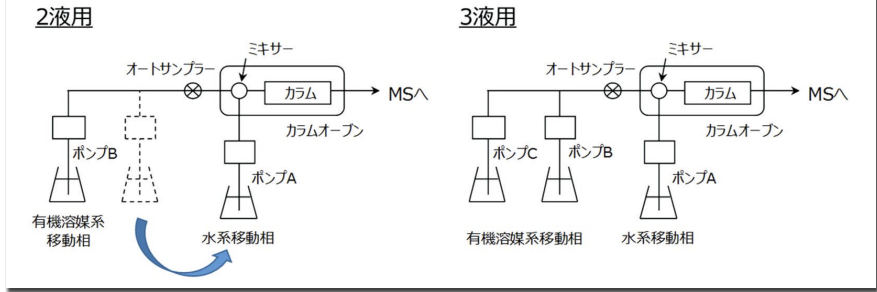 2液用
ミキサー
オートサンプラー
カラム
MSへ
カラムオーブン
ポンプB
ポンプA
有機溶媒系
移動相
水系移動相
3液用
ミキサー
オートサンプラー
カラム
MSへ
カラムオーブン
ポンプC
ポンプB
ポンプA
有機溶媒系移動相
水系移動相